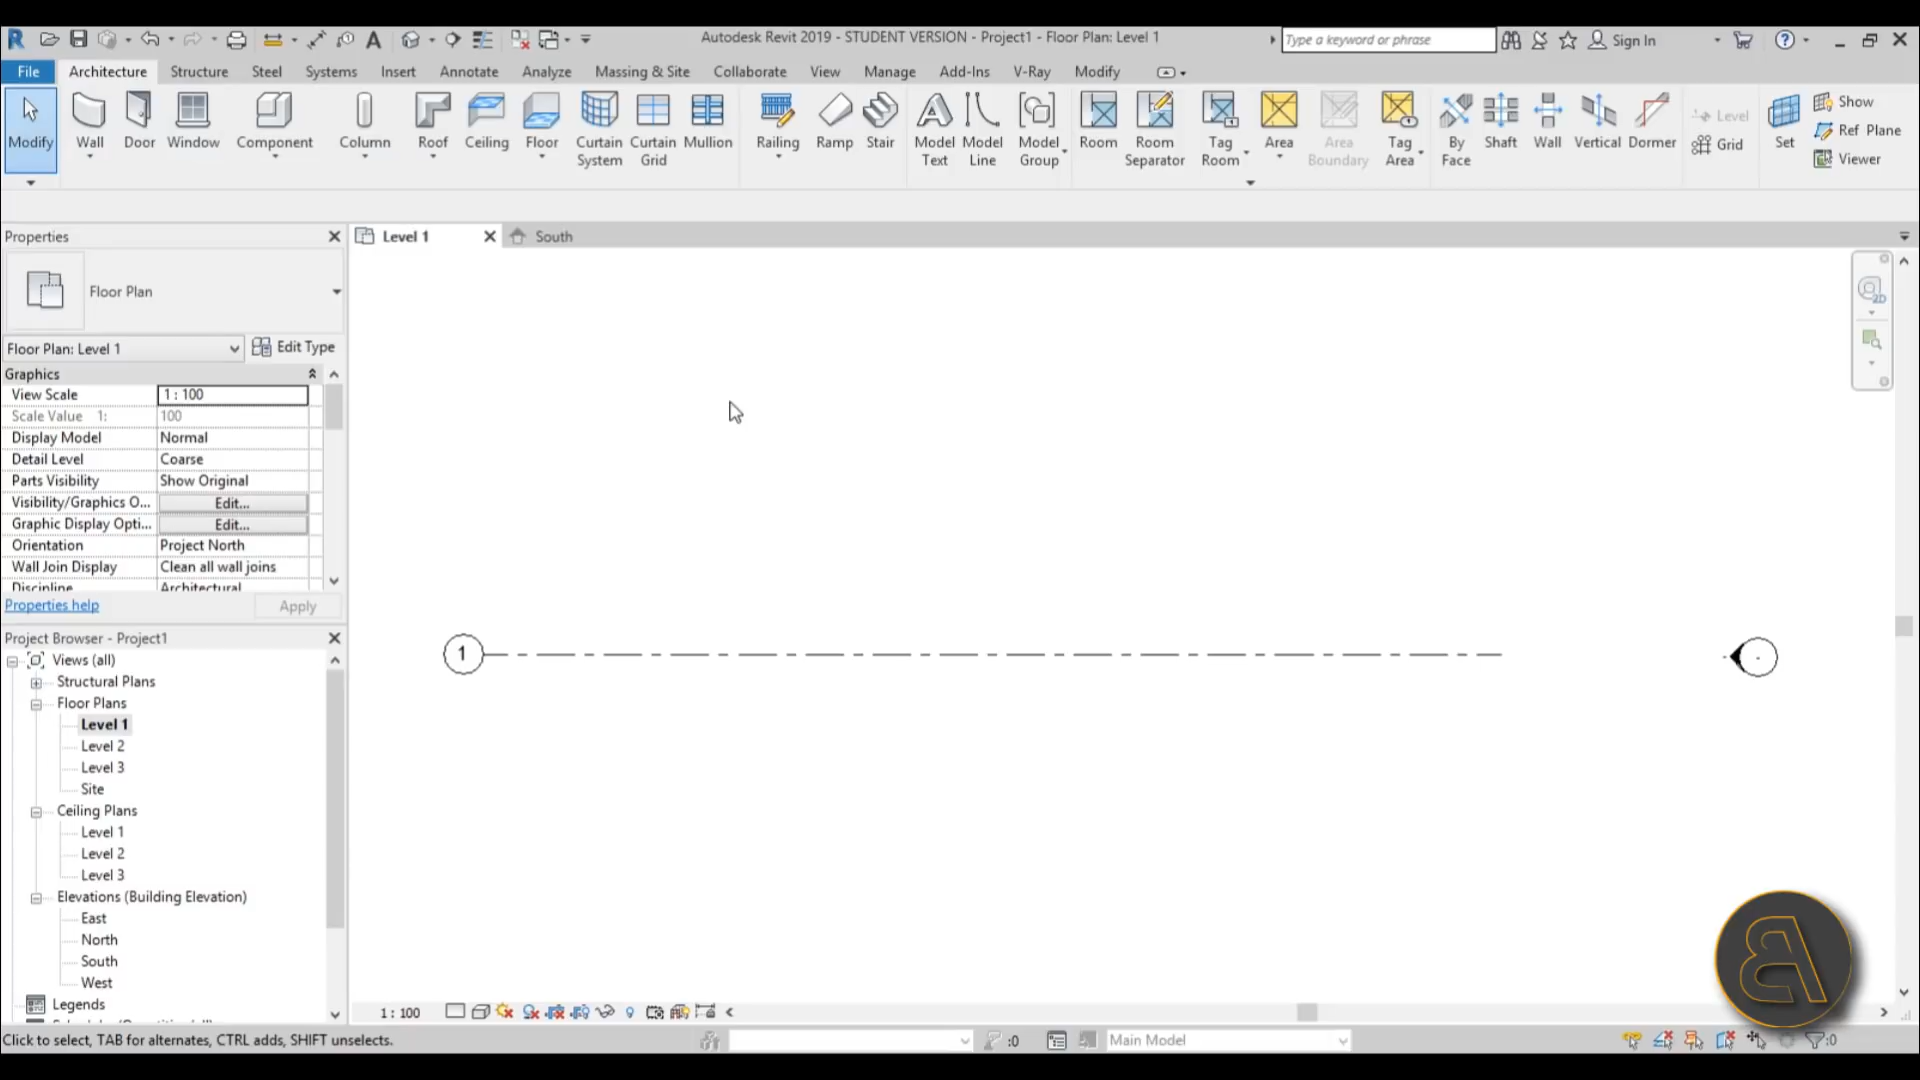 Autodesk Revit 2019 - STUDENT VERSION - Project1 - Floor Plan: Level 1
Type a keyword or phrase
Sign In
File Architecture Structure Steel Systems Insert Annotate Analyze Massing & Site Collaborate View Manage Add-Ins V-Ray Modify
Modify Wall Door Window Component Column Roof Ceiling Floor Curtain System Curtain Grid Mullion Railing Ramp Stair Model Text Model Line Model Group Room Room Separator Tag Room Area Area Boundary Tag Area By Face Shaft Wall Vertical Dormer Level Grid Set Show Ref Plane Viewer
Properties
Level 1
South
Floor Plan
Floor Plan: Level 1
Edit Type
Graphics
View Scale 1 : 100
Scale Value 1: 100
Display Model Normal
Detail Level Coarse
Parts Visibility Show Original
Visibility/Graphics O... Edit...
Graphic Display Opti... Edit...
Orientation Project North
Wall Join Display Clean all wall joins
Discipline Architectural
Properties help
Apply
Project Browser - Project1
Views (all)
Structural Plans
Floor Plans
Level 1
Level 2
Level 3
Site
Ceiling Plans
Level 1
Level 2
Level 3
Elevations (Building Elevation)
East
North
South
West
Legends
1
2D
1 : 100
Click to select, TAB for alternates, CTRL adds, SHIFT unselects.
:0
Main Model
:0